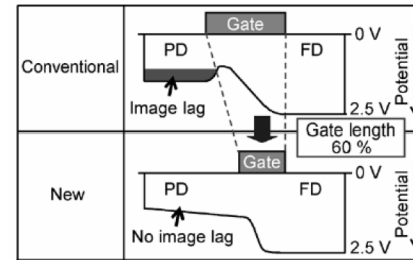 Gate
0 V
PD
FD
Conventional
Image lag
2.5 V
Potential
Gate length
60 %
Gate
0 V
PD
FD
New
No image lag
2.5 V
Potential